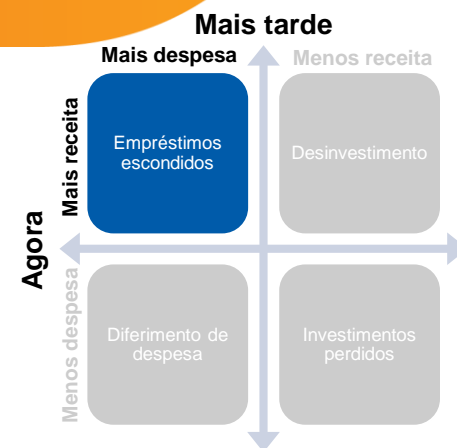 Mais tarde
Mais despesa
Menos receita
Agora
Mais receita
Menos despesa
Empréstimos
escondidos
Desinvestimento
Diferimento de
despesa
Investimentos
perdidos